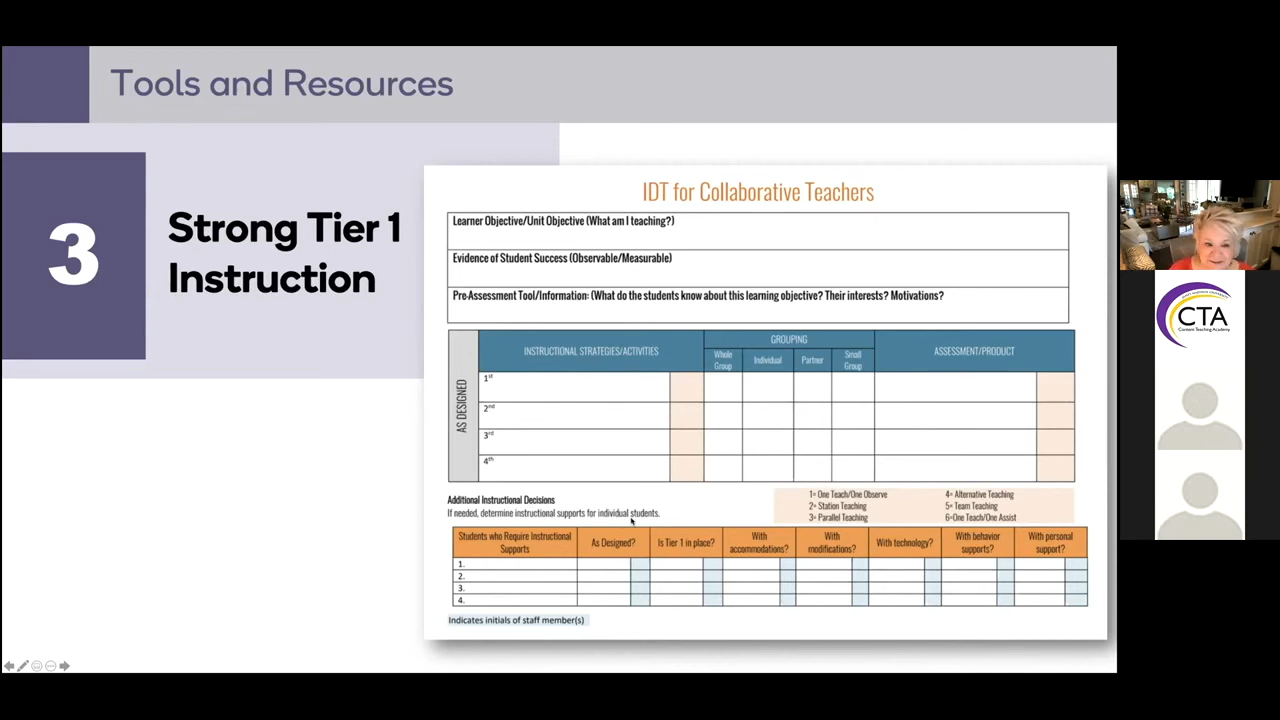 Tools and Resources
3
Strong Tier 1
Instruction
IDT for Collaborative Teachers
Learner Objective/Unit Objective (What am I teaching?)
Evidence of Student Success (Observable/Measurable)
Pre-Assessment Tool/Information: (What do the students know about this learning objective? Their interests? Motivations?
AS DESIGNED
INSTRUCTIONAL STRATEGIES/ACTIVITIES
GROUPING
Whole
Group
Individual
Partner
Small
Group
ASSESSMENT/PRODUCT
1st
2nd
3rd
4th
Additional Instructional Decisions
If needed, determine instructional supports for individual students.
1= One Teach/One Observe
2= Station Teaching
3= Parallel Teaching
4= Alternative Teaching
5= Team Teaching
6=One Teach/One Assist
Students who Require Instructional
Supports
As Designed?
Is Tier 1 in place?
With
accommodations?
With
modifications?
With technology?
With behavior
supports?
With personal
support?
1.
2.
3.
4.
Indicates initials of staff member(s)
CTA
Content Teaching Academy